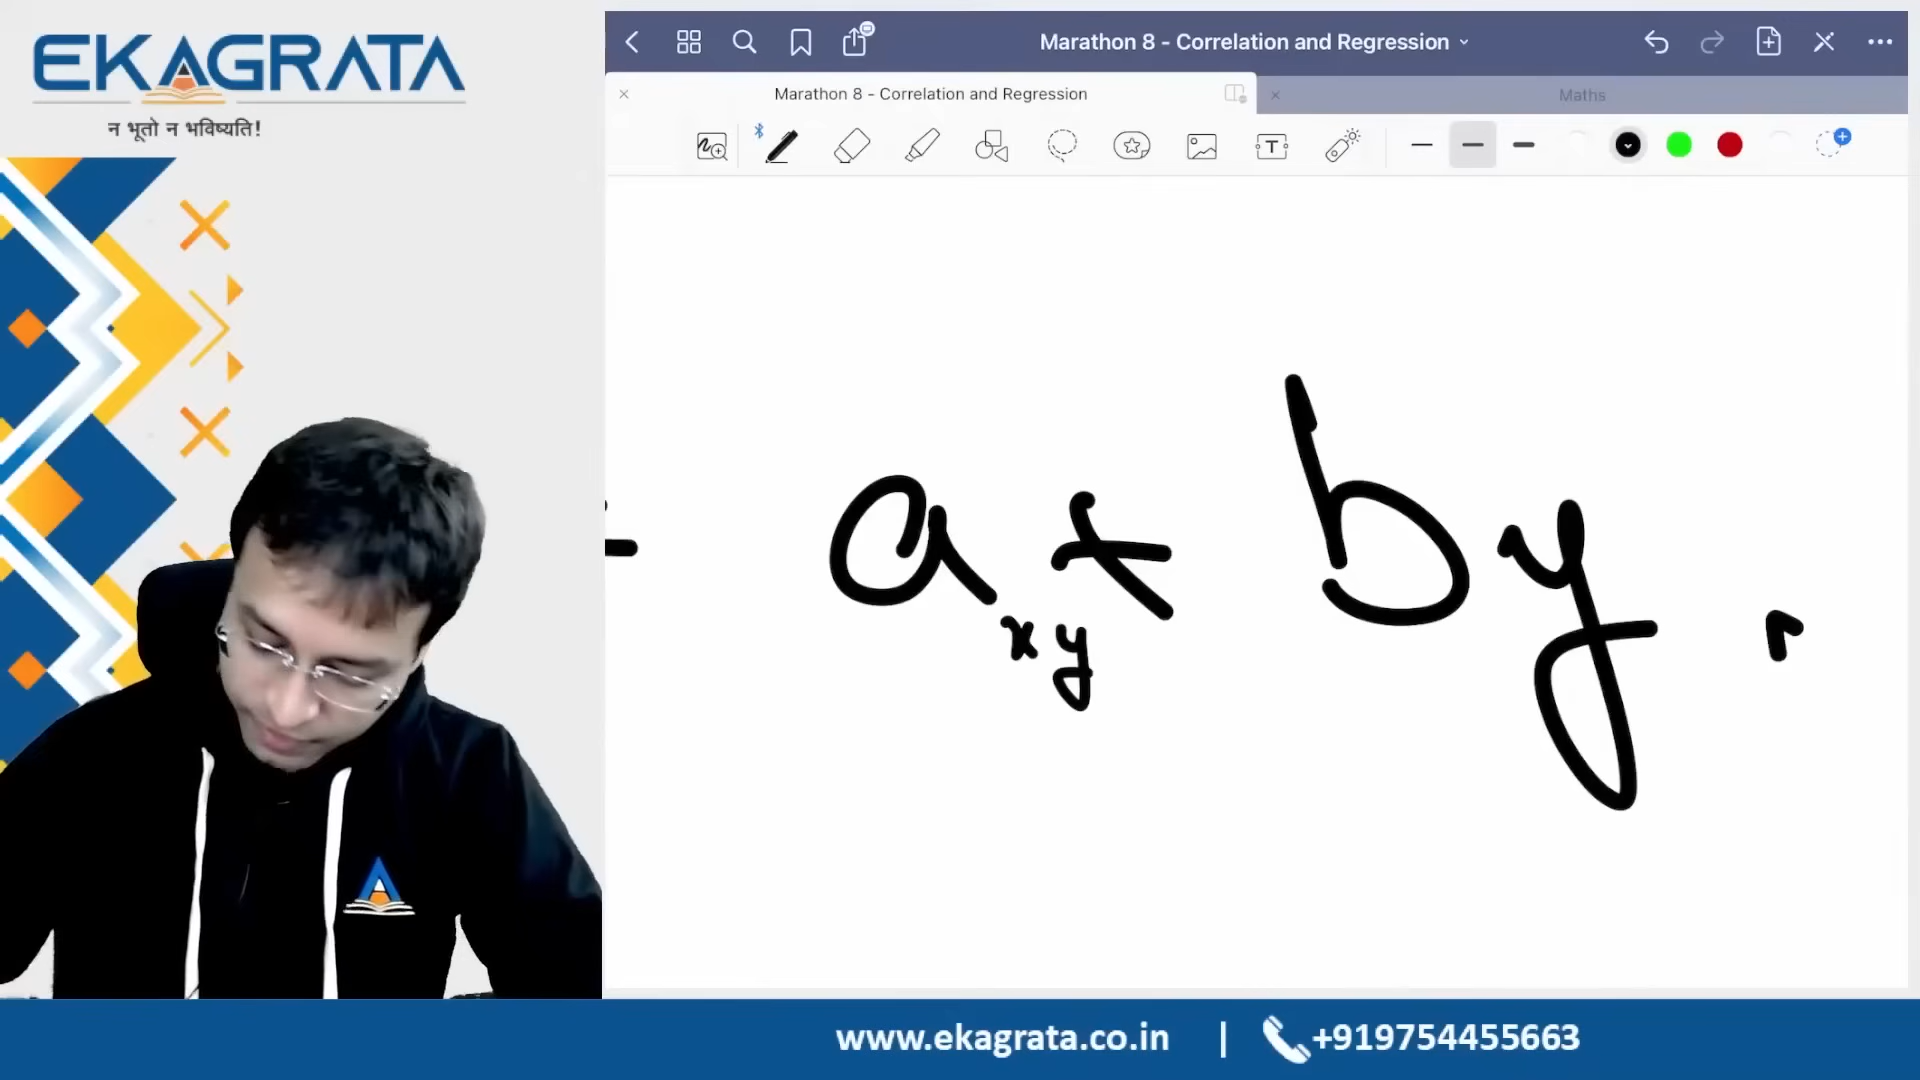 EKAGRATA
न भूतो न भविष्यति!
Marathon 8 - Correlation and Regression
Marathon 8 - Correlation and Regression
Maths
T
a + by
xy
www.ekagrata.co.in | +919754455663